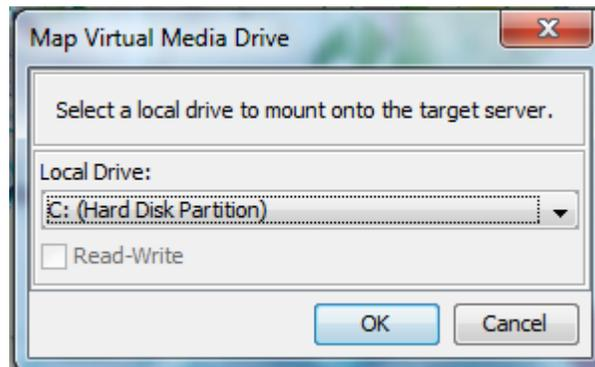 Map Virtual Media Drive
Select a local drive to mount onto the target server.
Local Drive:
C: (Hard Disk Partition)
Read-Write
OK Cancel